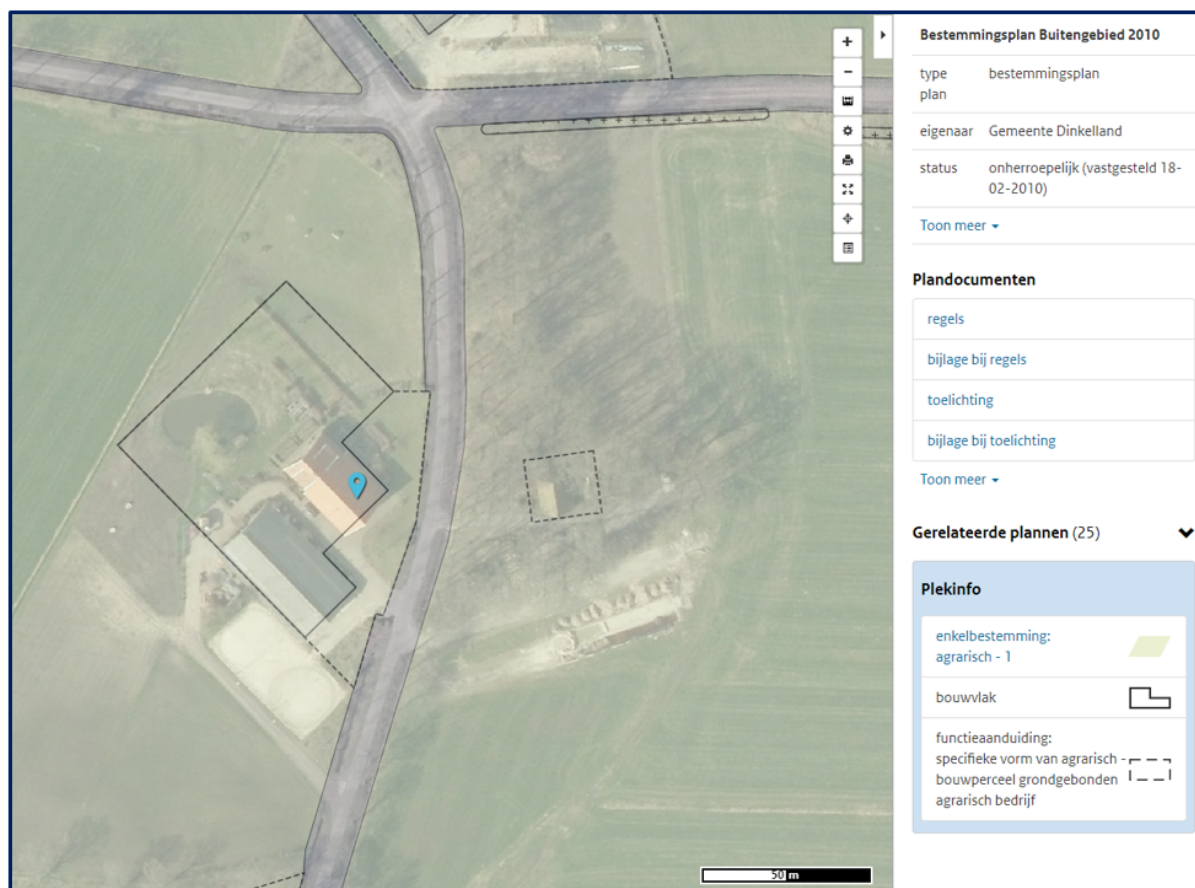 Bestemmingsplan Buitengebied 2010
type plan
bestemmingsplan
eigenaar
Gemeente Dinkelland
status
onherroepelijk (vastgesteld 18-
02-2010)
Toon meer
Plandocumenten
regels
bijlage bij regels
toelichting
bijlage bij toelichting
Toon meer
Gerelateerde plannen (25)
Plekinfo
enkelbestemming:
agrarisch - 1
bouwvlak
functieaanduiding:
specifieke vorm van agrarisch -
bouwperceel grondgebonden
agrarisch bedrijf
50 m